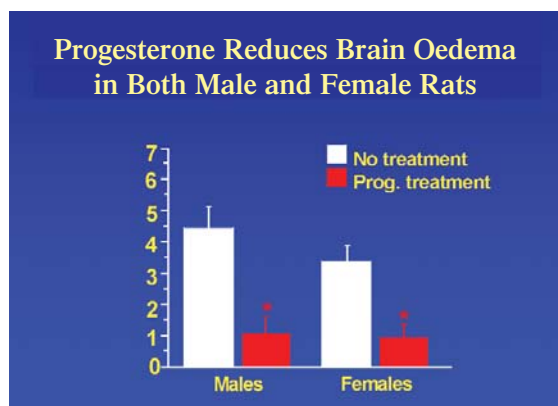 Progesterone Reduces Brain Oedema
in Both Male and Female Rats
No treatment
Prog. treatment
7
6
5
4
3
2
1
0
*
*
Males
Females